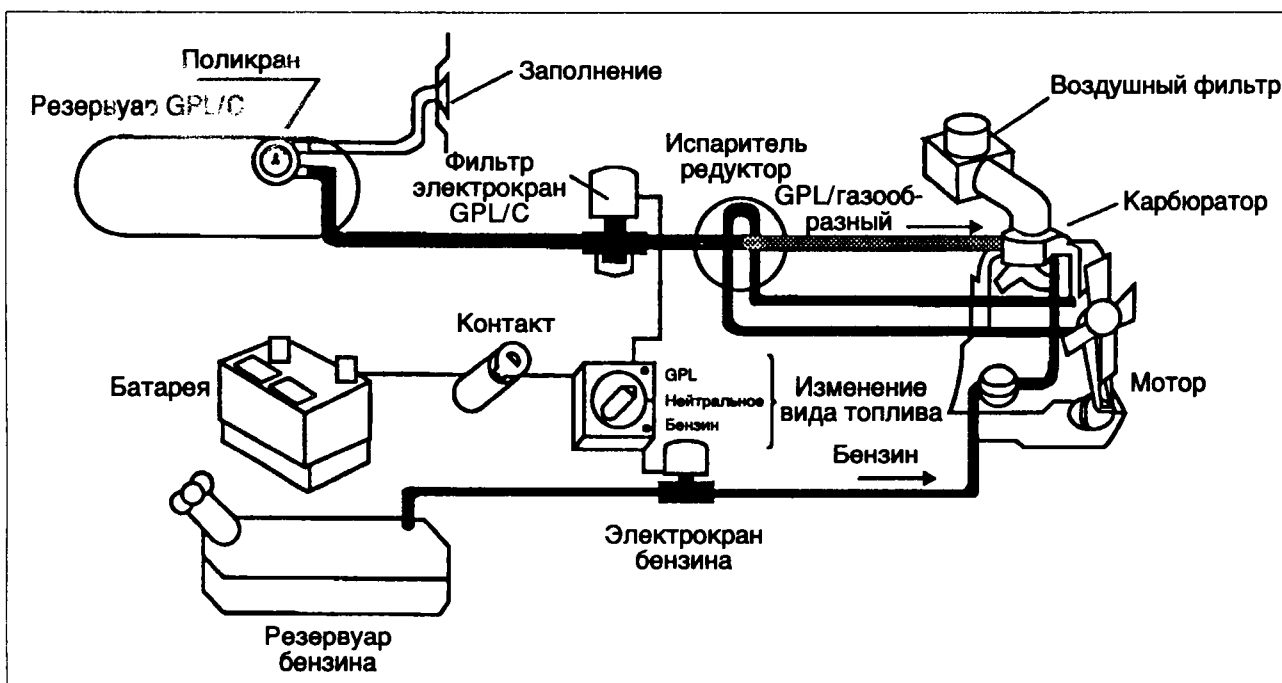 Поликран
Заполнение
Резервуар GPL/C
Воздушный фильтр
Испаритель
редуктор
Фильтр
электрокран
GPL/C
GPL/газооб-
разный
Карбюратор
Контакт
Батарея
GPL
Нейтральное
Бензин
Изменение
вида топлива
Мотор
Бензин
Электрокран
бензина
Резервуар
бензина